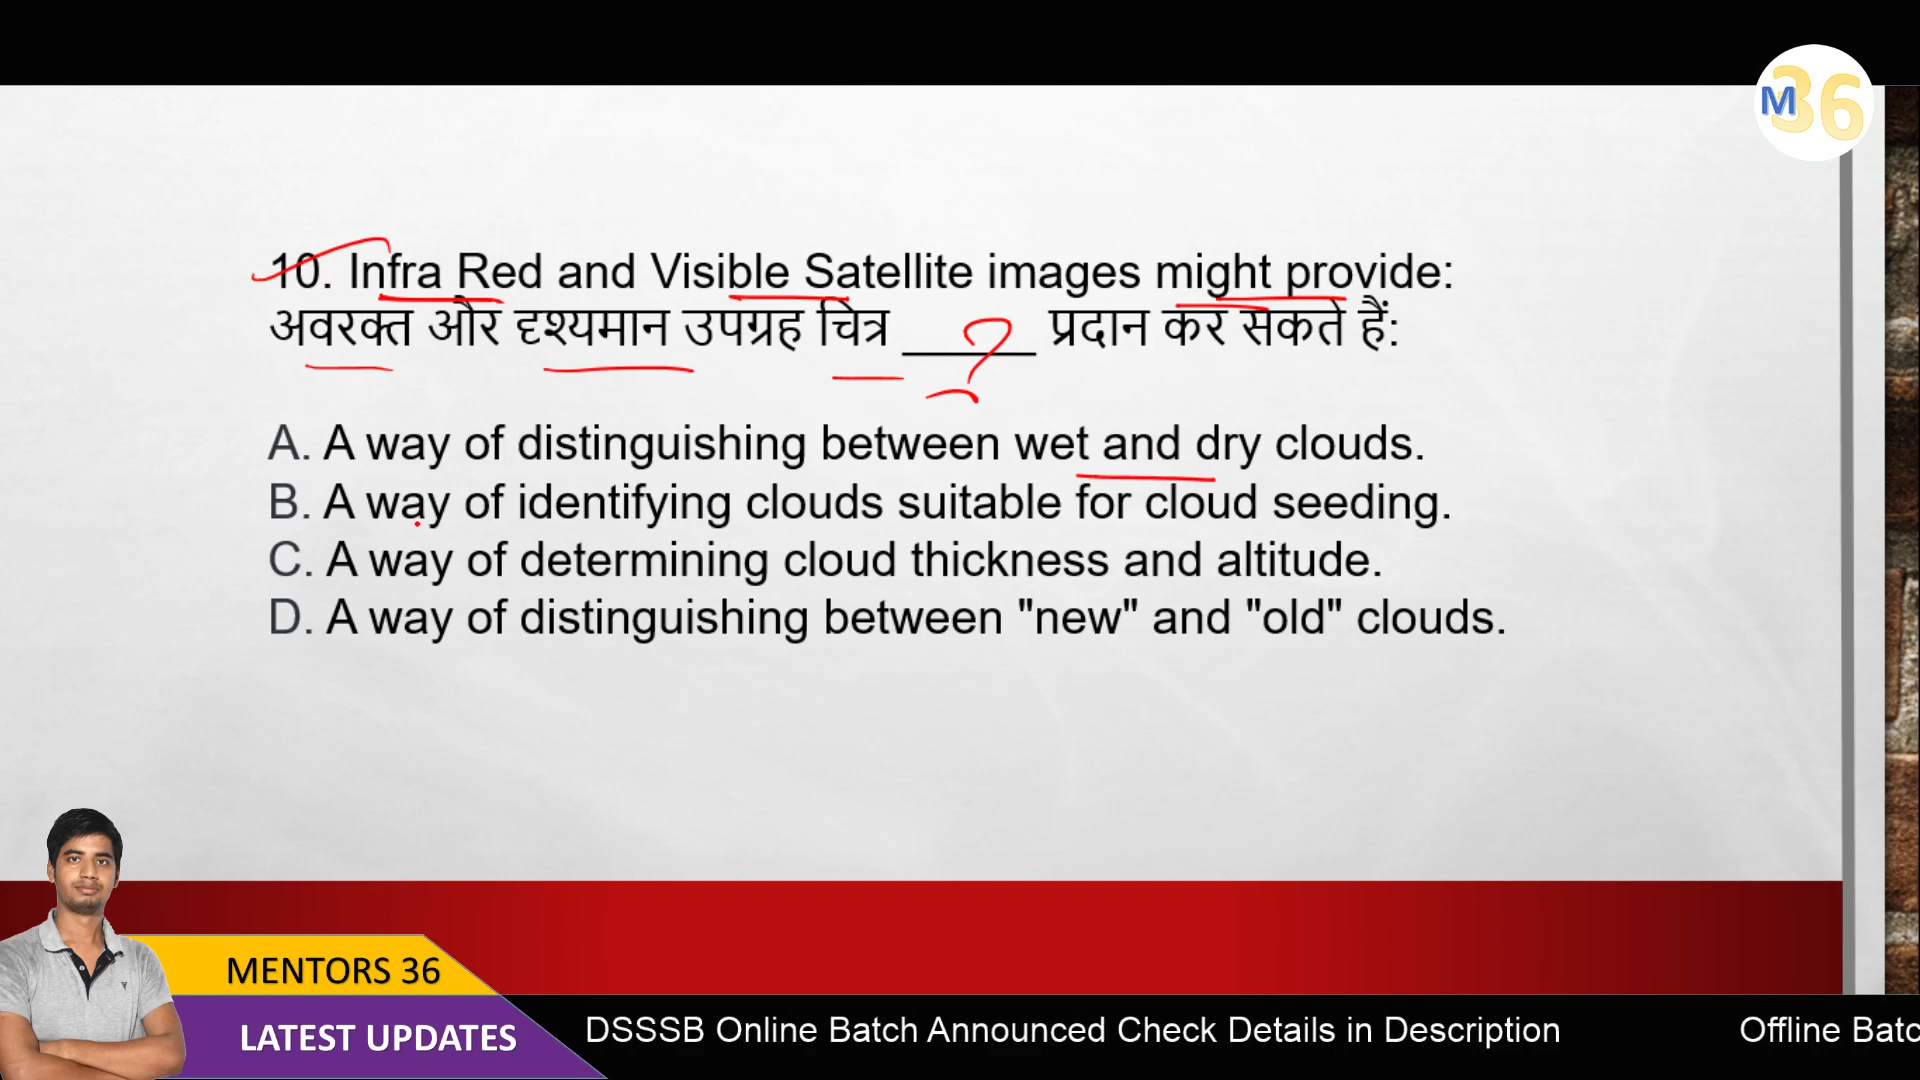 M36
10. Infra Red and Visible Satellite images might provide:
अवरक्त और दृश्यमान उपग्रह चित्र ______ प्रदान कर सकते हैं:
A. A way of distinguishing between wet and dry clouds.
B. A way of identifying clouds suitable for cloud seeding.
C. A way of determining cloud thickness and altitude.
D. A way of distinguishing between "new" and "old" clouds.
MENTORS 36
LATEST UPDATES
DSSSB Online Batch Announced Check Details in Description
Offline Batc